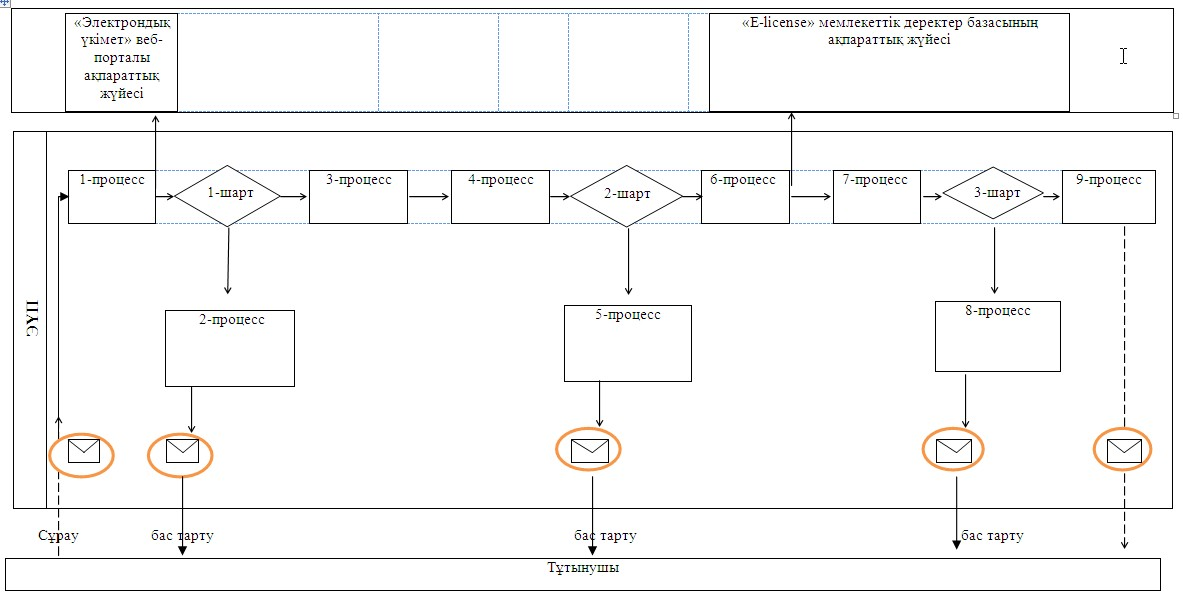 «Электрондық
үкімет» веб-
порталы
ақпараттық
жүйесі
«E-license» мемлекеттік деректер базасының
ақпараттық жүйесі
1-процесс
1-шарт
3-процесс
4-процесс
2-шарт
6-процесс
7-процесс
3-шарт
9-процесс
ЭҮП
2-процесс
5-процесс
8-процесс
Сұрау
бас тарту
бас тарту
бас тарту
Тұтынушы